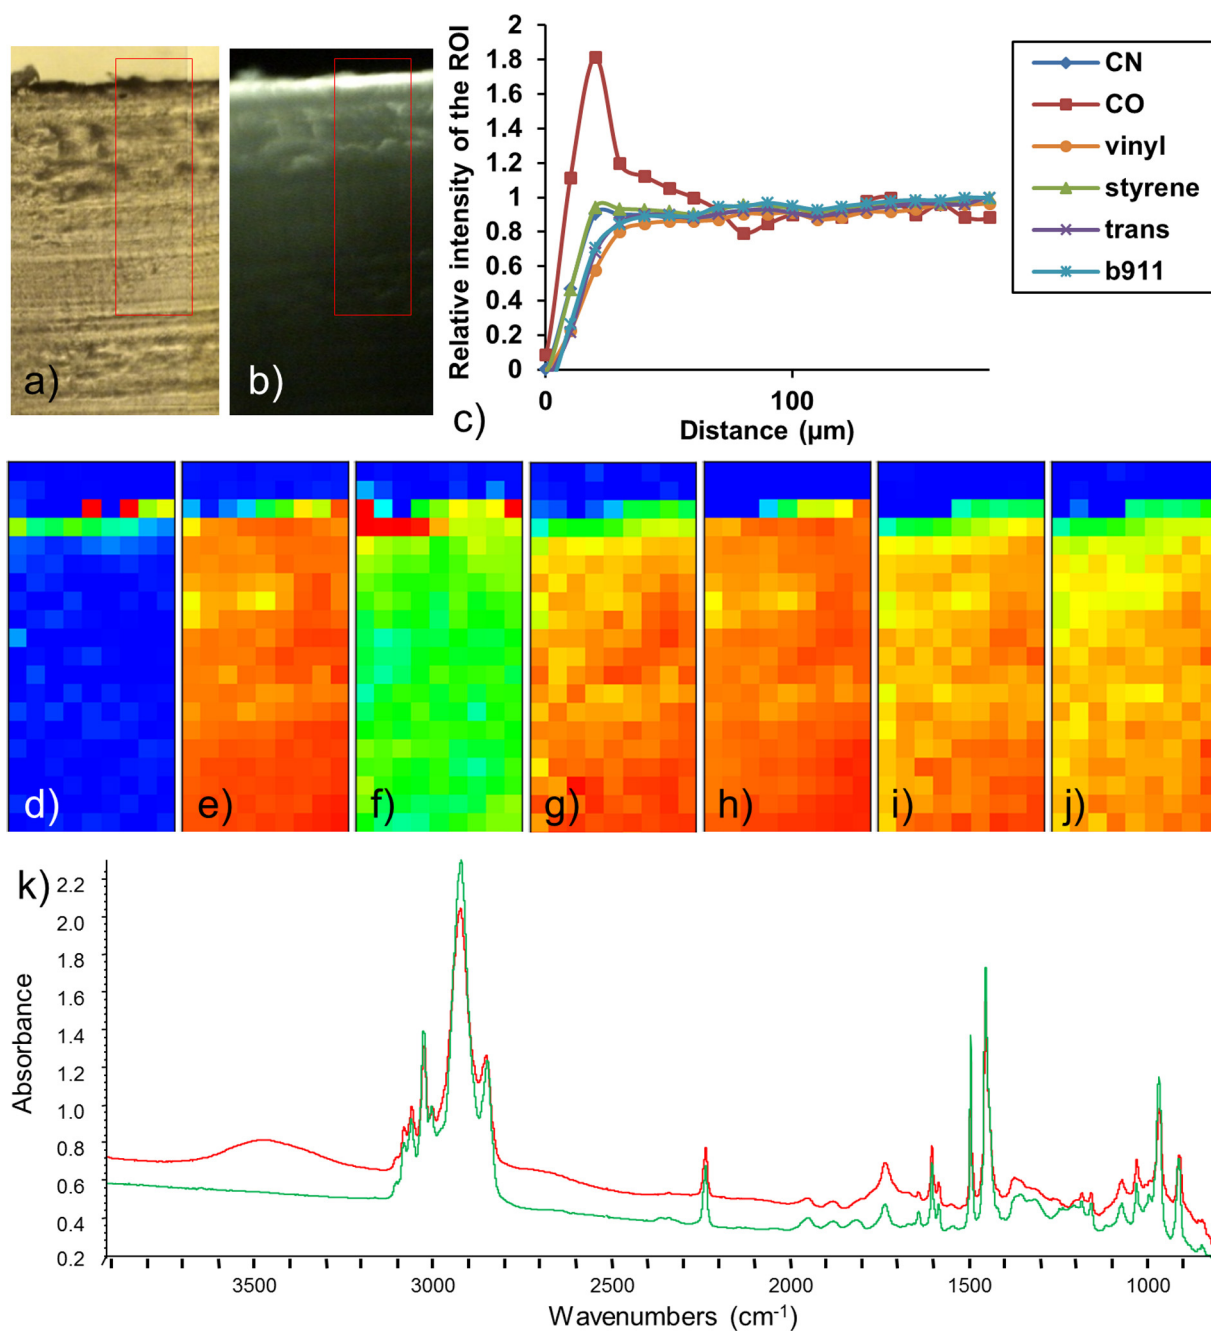 a)
b)
c)
Relative intensity of the ROI
2
1.8
1.6
1.4
1.2
1
0.8
0.6
0.4
0.2
0
0
100
Distance (µm)
CN
CO
vinyl
styrene
trans
b911
d)
e)
f)
g)
h)
i)
j)
k)
Absorbance
2.2
2.0
1.8
1.6
1.4
1.2
1.0
0.8
0.6
0.4
0.2
3500
3000
2500
2000
1500
1000
Wavenumbers (cm-1)